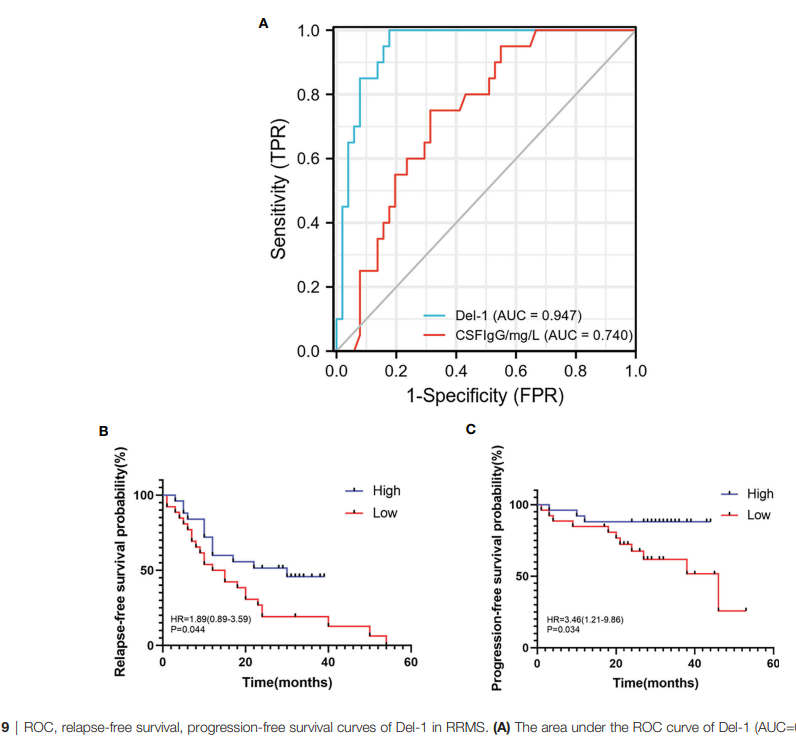 A
Sensitivity (TPR)
1.0
0.8
0.6
0.4
0.2
0.0
Del-1 (AUC = 0.947)
CSFIgG/mg/L (AUC = 0.740)
0.0 0.2 0.4 0.6 0.8 1.0
1-Specificity (FPR)
B
Relapse-free survival probability(%)
100
50
0
High
Low
HR=1.89(0.89-3.59)
P=0.044
0 20 40 60
Time(months)
C
Progression-free survival probability(%)
100
50
0
High
Low
HR=3.46(1.21-9.86)
P=0.034
0 20 40 60
Time(months)
9 | ROC, relapse-free survival, progression-free survival curves of Del-1 in RRMS. (A) The area under the ROC curve of Del-1 (AUC=